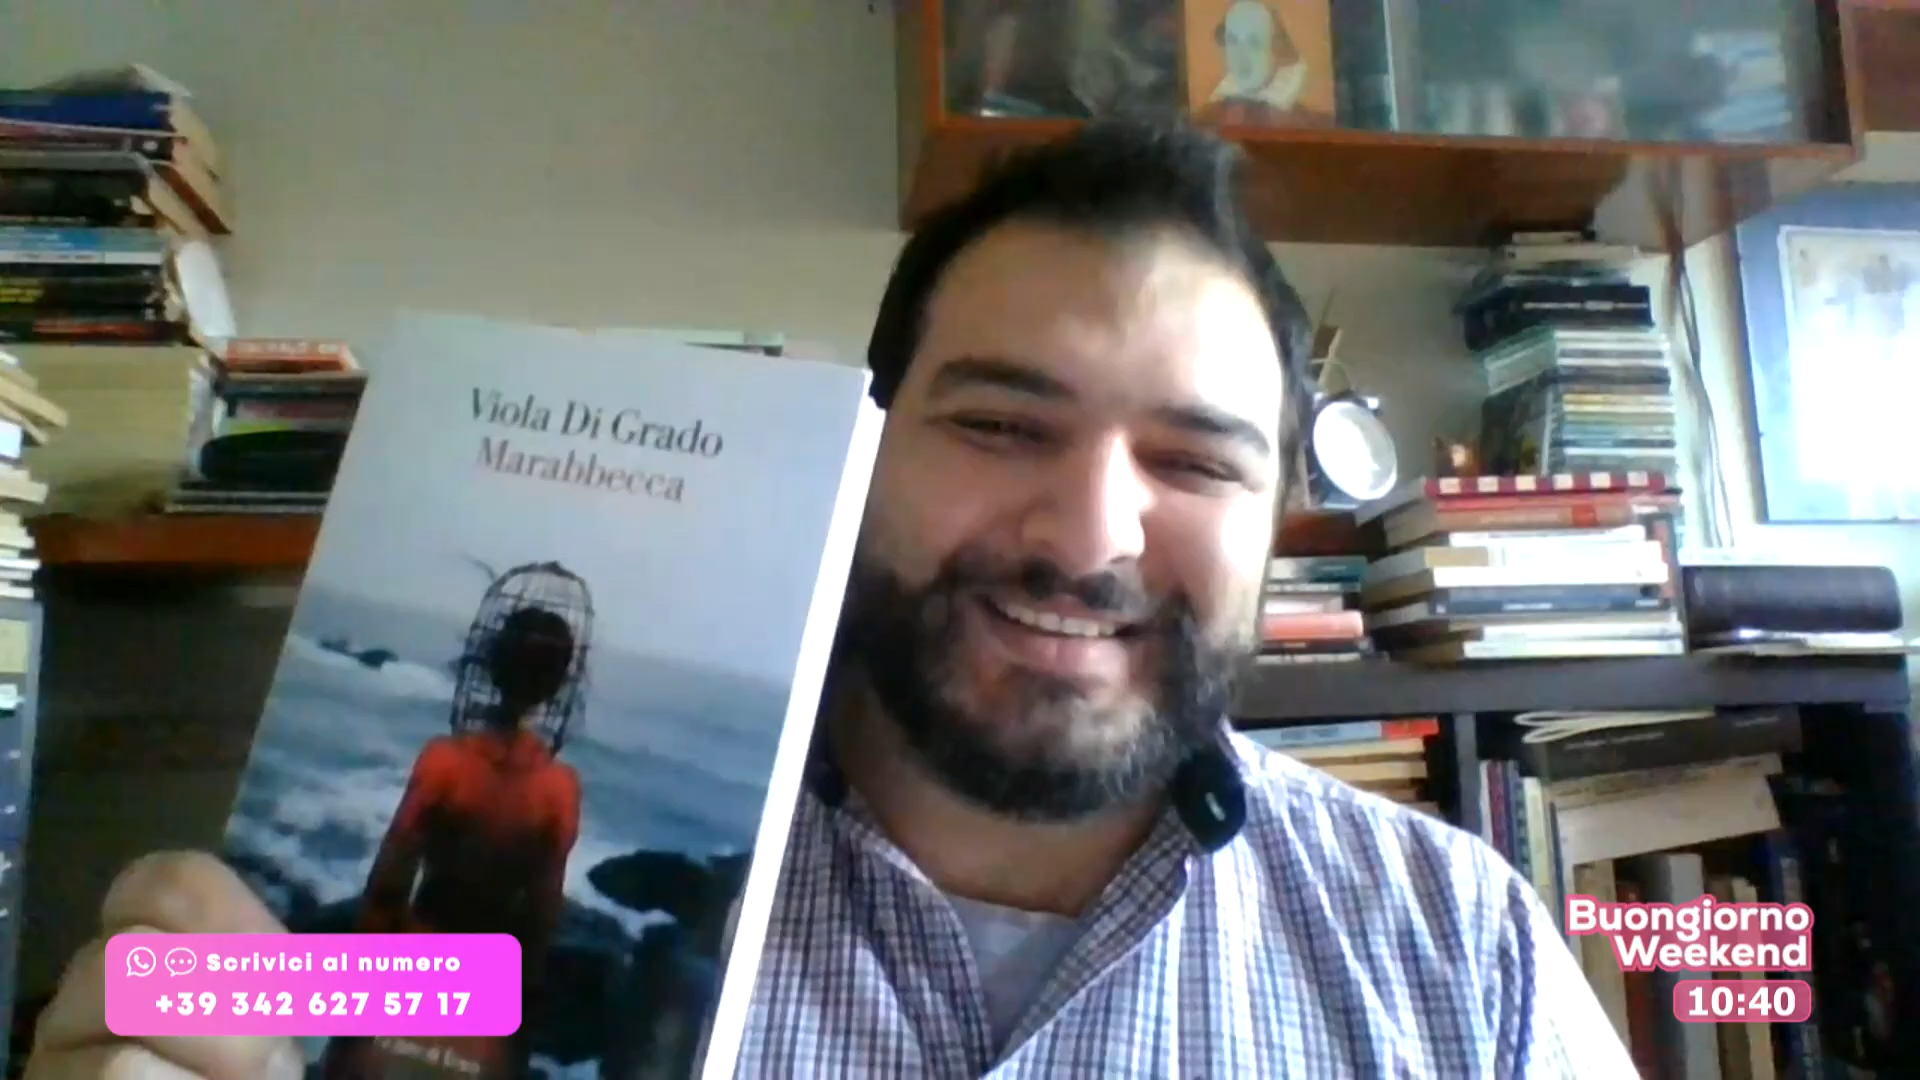 Viola Di Grado
Marabbecca
Scrivici al numero
+39 342 627 57 17
Buongiorno
Weekend
10:40